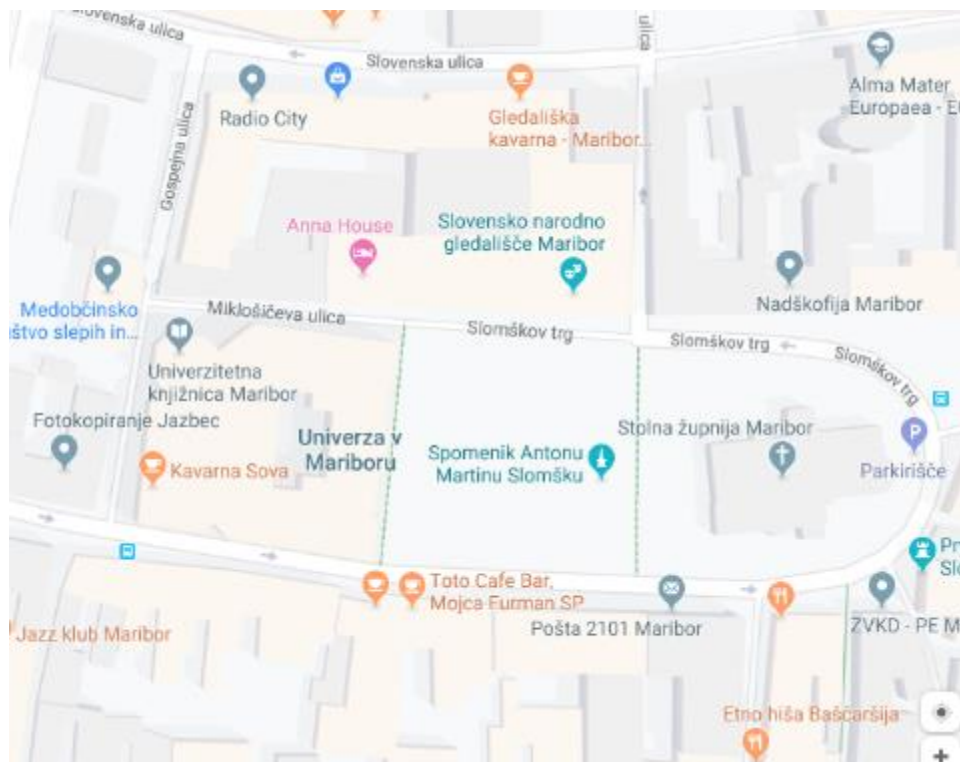 Slovenska ulica
Slovenska ulica
ulica
Alma Mater
Europaea - E
Radio City
Gledališka
kavarna - Maribor...
Gospejna ulica
Anna House
Slovensko narodno
gledališče Maribor
Nadškofija Maribor
Medobčinsko
štvo slepih in...
Miklošičeva ulica
Slomškov trg
Slomškov trg
Slomškov trg
Univerzitetna
knjižnica Maribor
Fotokopiranje Jazbec
Univerza v
Mariboru
Kavarna Sova
Spomenik Antonu
Martinu Slomšku
Stolna župnija Maribor
P
Parkirišče
Toto Cafe Bar,
Mojca Furman SP
Pošta 2101 Maribor
ZVKD - PE M
Jazz klub Maribor
Etno hiša Baščaršija